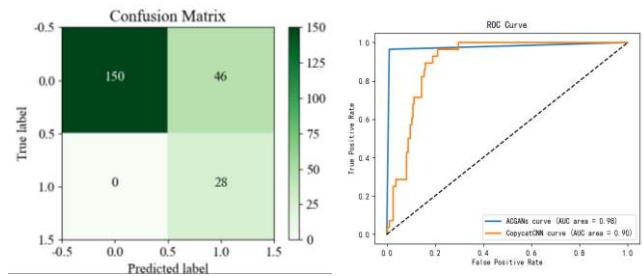 Confusion Matrix
-0.5
0.0
0.5
1.0
1.5
True label
150 46
0 28
-0.5 0.0 0.5 1.0 1.5
Predicted label
150
125
100
75
50
25
0
ROC Curve
1.0
0.8
0.6
0.4
0.2
0.0
True Positive Rate
ACGANs curve (AUC area = 0.98)
CopycatCNN curve (AUC area = 0.90)
0.0 0.2 0.4 0.6 0.8 1.0
False Positive Rate